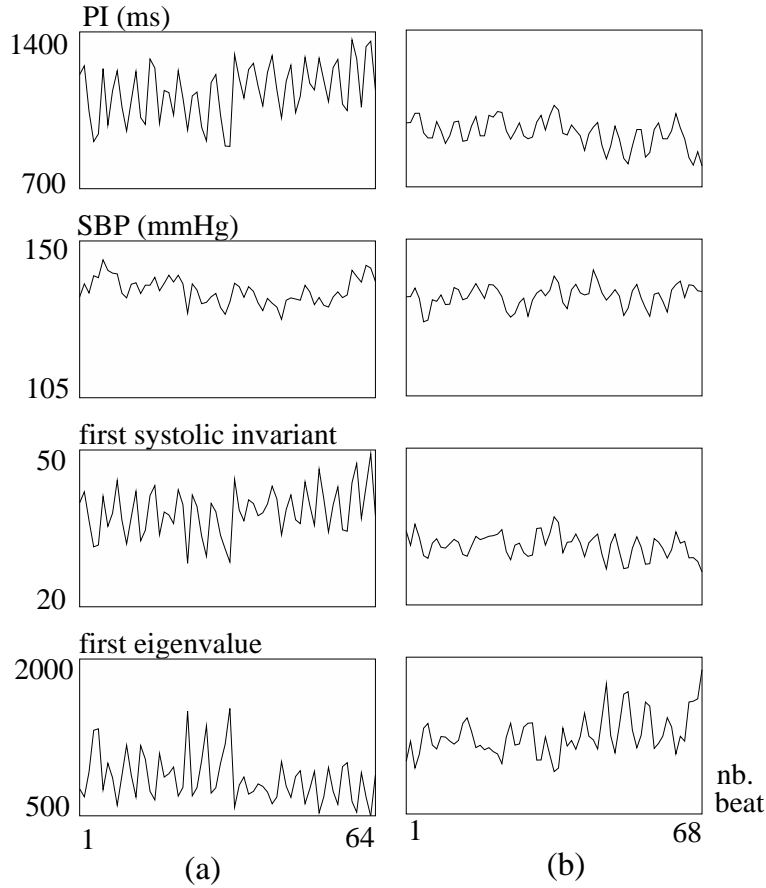 PI (ms)
1400
700
SBP (mmHg)
150
105
first systolic invariant
50
20
first eigenvalue
2000
500
nb.
beat
1
64
1
68
(a)
(b)